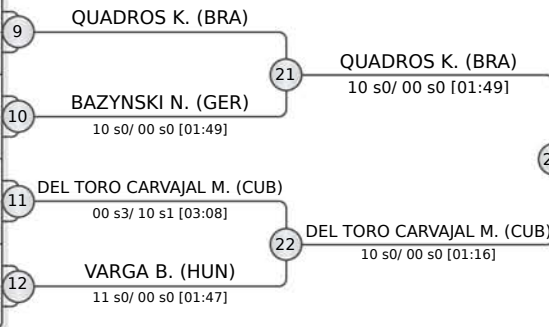 QUADROS K. (BRA)
9
21
QUADROS K. (BRA)
10 s0/ 00 s0 [01:49]
BAZYNSKI N. (GER)
10
10 s0/ 00 s0 [01:49]
DEL TORO CARVAJAL M. (CUB)
11
00 s3/ 10 s1 [03:08]
22
DEL TORO CARVAJAL M. (CUB)
10 s0/ 00 s0 [01:16]
VARGA B. (HUN)
12
11 s0/ 00 s0 [01:47]